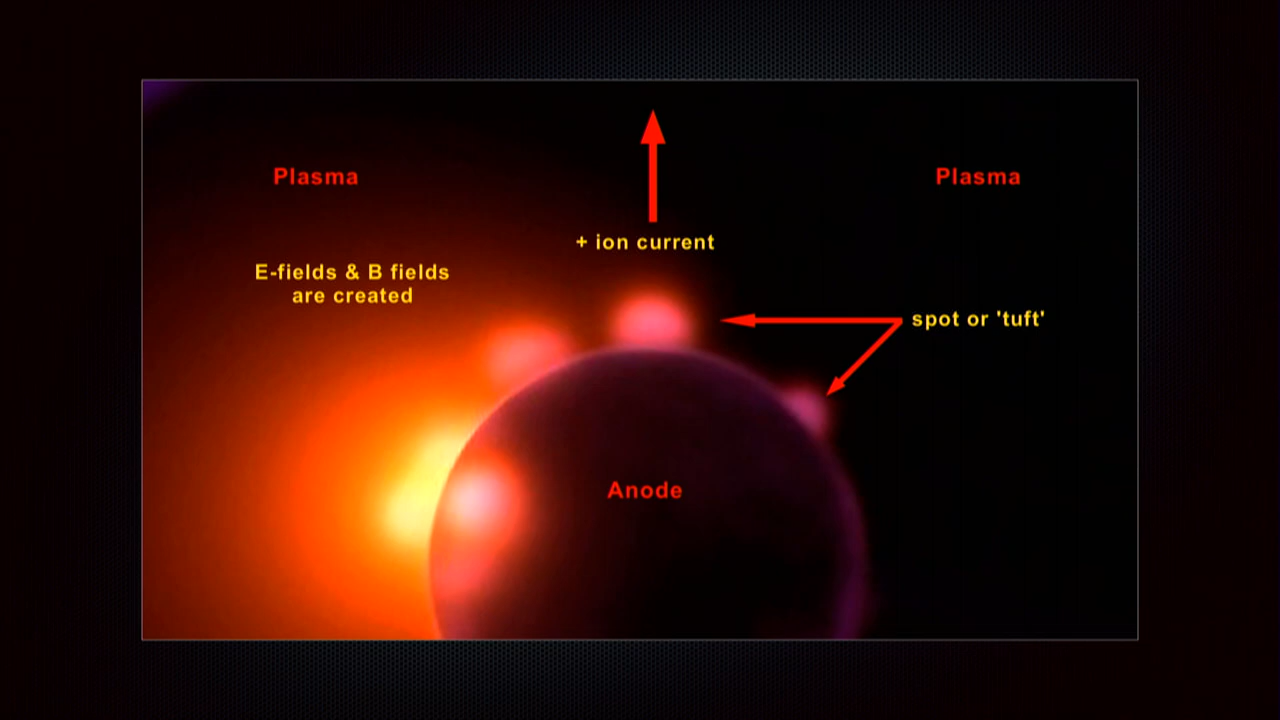 Plasma
Plasma
+ ion current
E-fields & B fields
are created
spot or 'tuft'
Anode